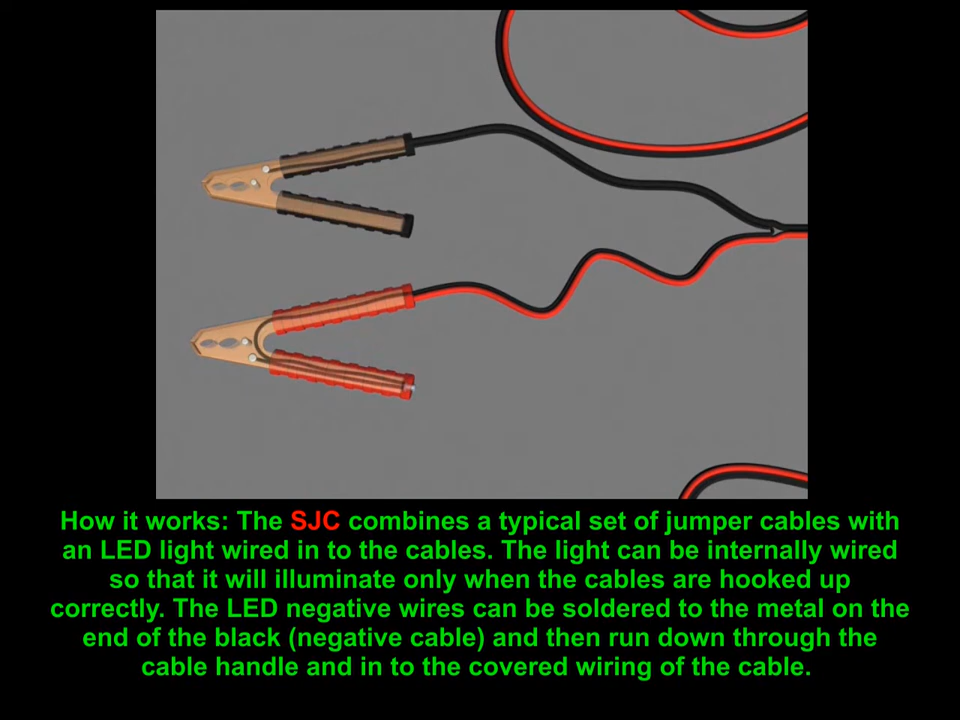 How it works: The SJC combines a typical set of jumper cables with
an LED light wired in to the cables. The light can be internally wired
so that it will illuminate only when the cables are hooked up
correctly. The LED negative wires can be soldered to the metal on the
end of the black (negative cable) and then run down through the
cable handle and in to the covered wiring of the cable.